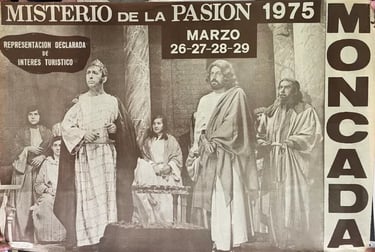 MISTERIO DE LA PASION 1975
MARZO
26-27-28-29
REPRESENTACION DECLARADA
DE
INTERES TURISTICO
MONCADA